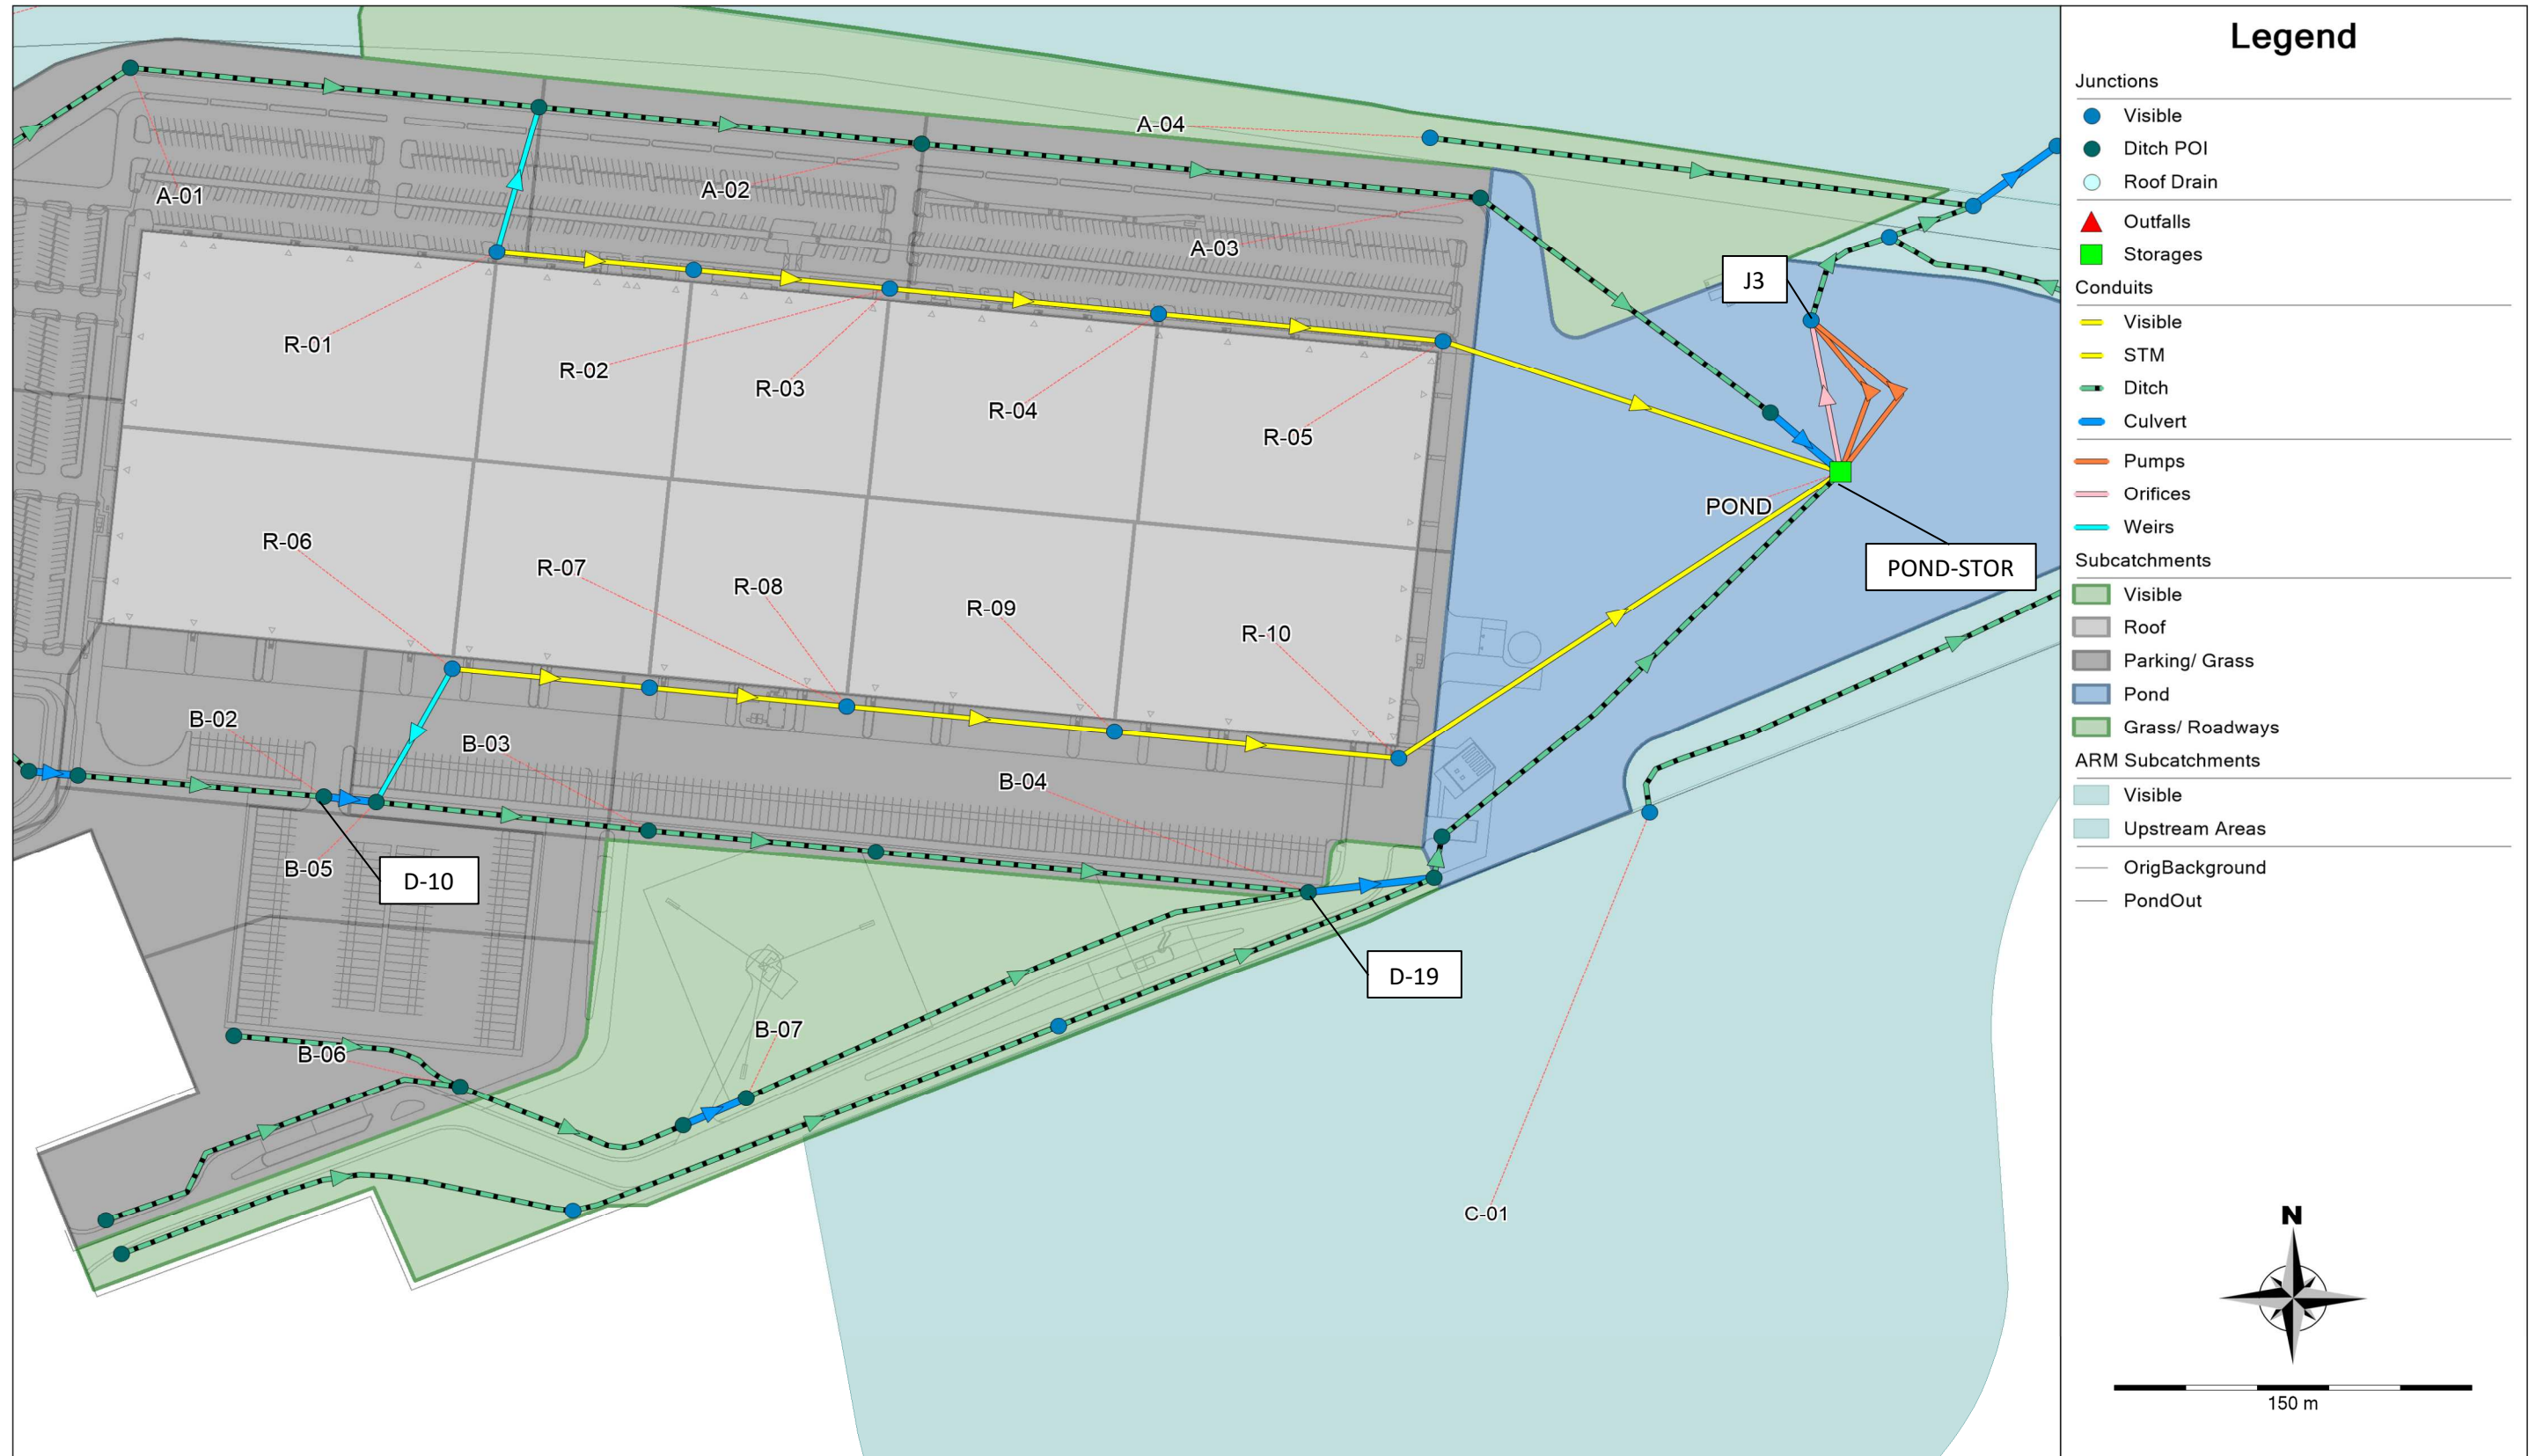 A-04
A-02
A-01
A-03
J3
R-01
R-02
R-03
R-04
R-05
POND
R-06
R-07
R-08
R-09
R-10
POND-STOR
B-02
B-03
B-04
B-05
D-10
D-19
B-06
B-07
C-01
Legend
Junctions
Visible
Ditch POI
Roof Drain
Outfalls
Storages
Conduits
Visible
STM
Ditch
Culvert
Pumps
Orifices
Weirs
Subcatchments
Visible
Roof
Parking/ Grass
Pond
Grass/ Roadways
ARM Subcatchments
Visible
Upstream Areas
OrigBackground
PondOut
N
150 m